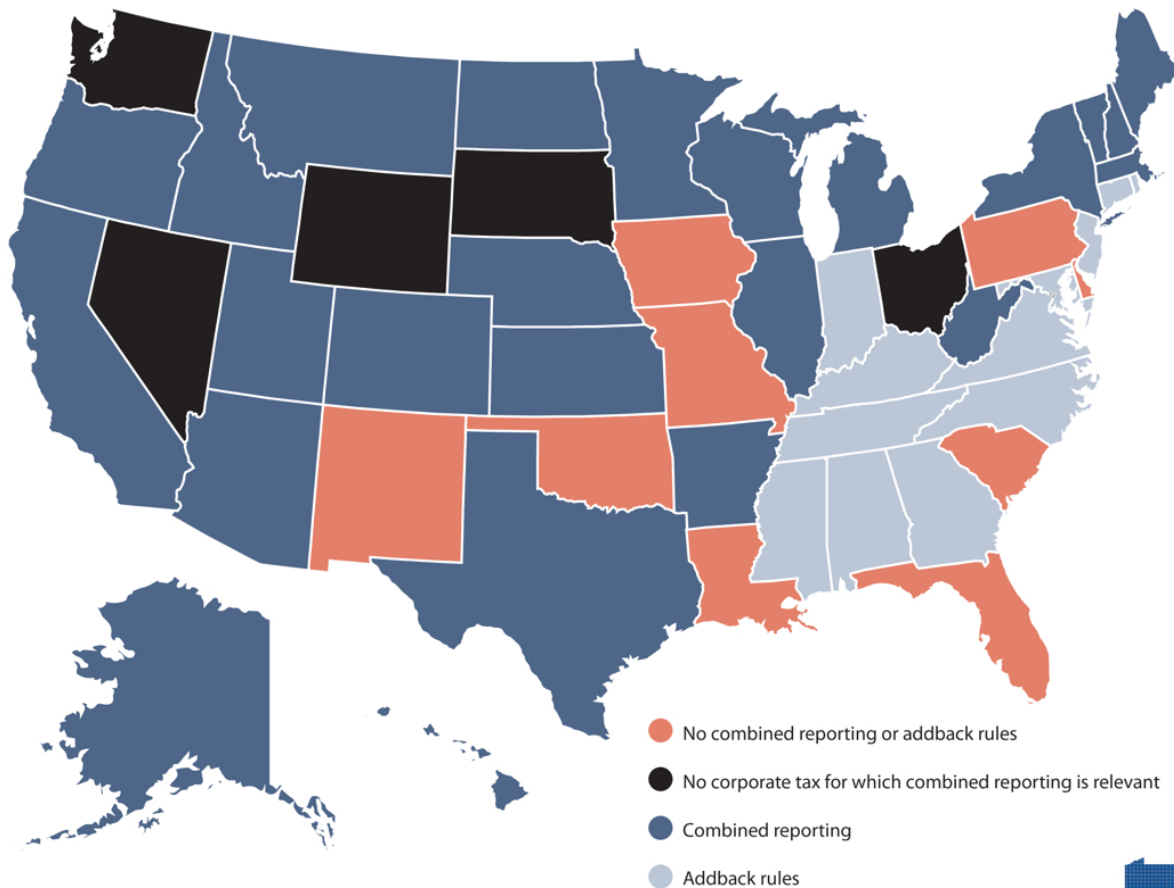 No combined reporting or addback rules
No corporate tax for which combined reporting is relevant
Combined reporting
Addback rules